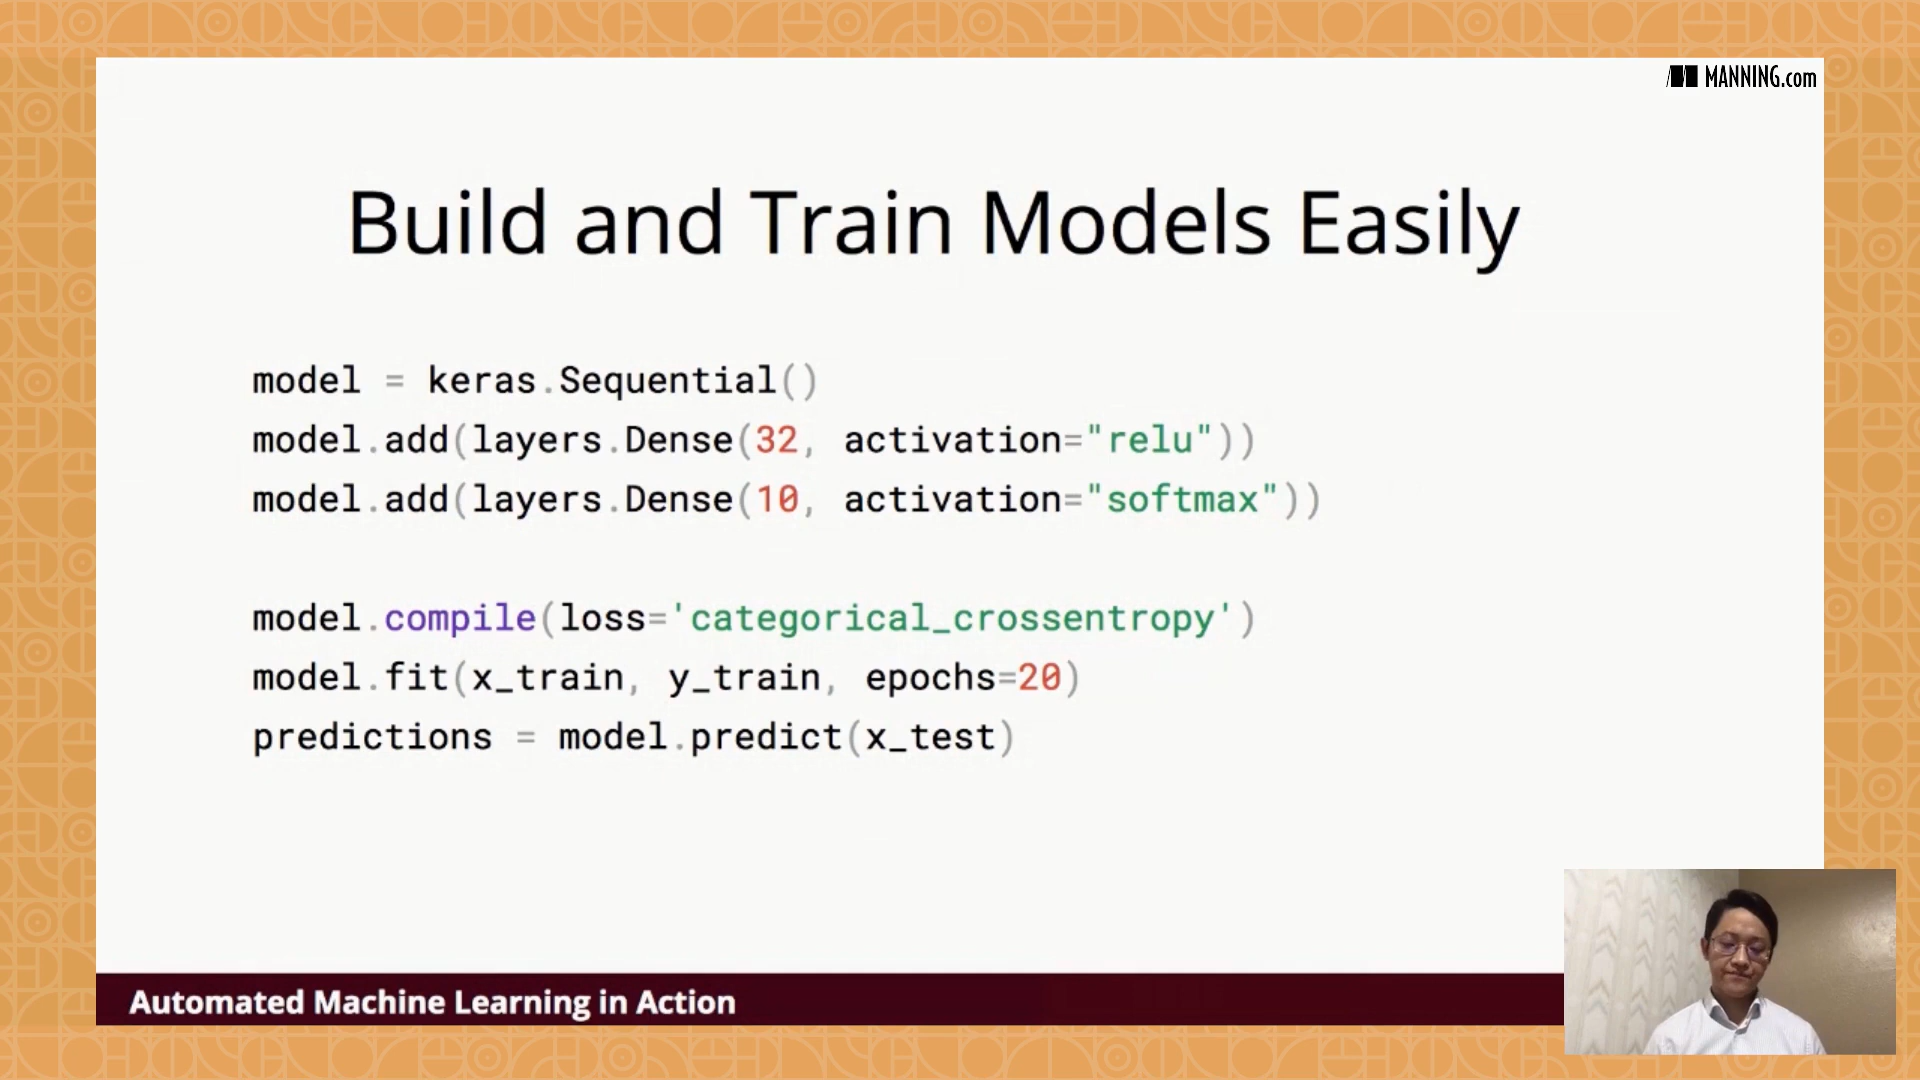 MANNING.com
Build and Train Models Easily
model = keras.Sequential()
model.add(layers.Dense(32, activation="relu"))
model.add(layers.Dense(10, activation="softmax"))
model.compile(loss='categorical_crossentropy')
model.fit(x_train, y_train, epochs=20)
predictions = model.predict(x_test)
Automated Machine Learning in Action